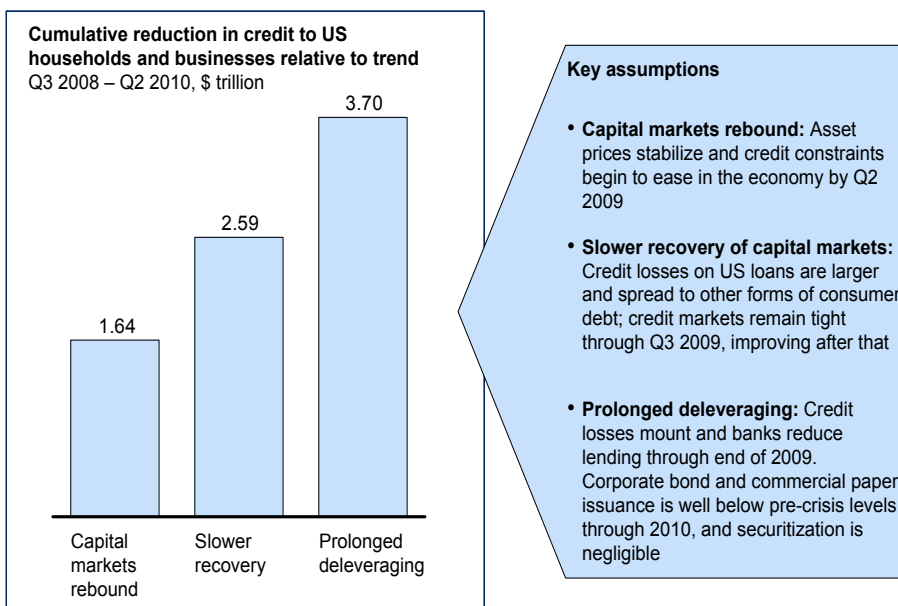 Cumulative reduction in credit to US
households and businesses relative to trend
Q3 2008 – Q2 2010, $ trillion
3.70
2.59
1.64
Capital
markets
rebound
Slower
recovery
Prolonged
deleveraging
Key assumptions
• Capital markets rebound: Asset
prices stabilize and credit constraints
begin to ease in the economy by Q2
2009
• Slower recovery of capital markets:
Credit losses on US loans are larger
and spread to other forms of consumer
debt; credit markets remain tight
through Q3 2009, improving after that
• Prolonged deleveraging: Credit
losses mount and banks reduce
lending through end of 2009.
Corporate bond and commercial paper
issuance is well below pre-crisis levels
through 2010, and securitization is
negligible